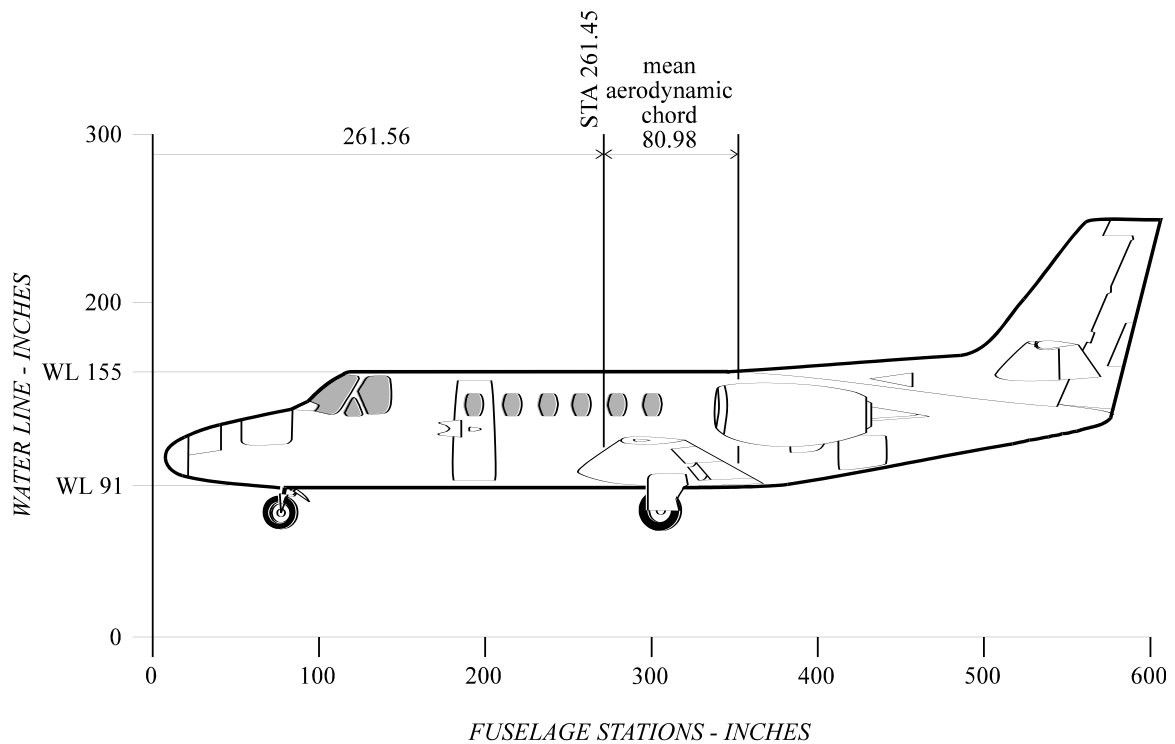 STA 261.45
mean
aerodynamic
chord
80.98
261.56
300
200
WL 155
WL 91
0
WATER LINE - INCHES
0
100
200
300
400
500
600
FUSELAGE STATIONS - INCHES